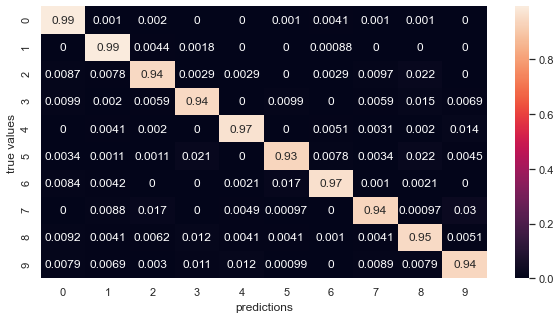 0 0.99 0.001 0.002 0 0 0.001 0.0041 0.001 0.001 0
1 0 0.99 0.0044 0.0018 0 0 0.00088 0 0 0
2 0.0087 0.0078 0.94 0.0029 0.0029 0 0.0029 0.0097 0.022 0
3 0.0099 0.002 0.0059 0.94 0 0.0099 0 0.0059 0.015 0.0069
4 0 0.0041 0.002 0 0.97 0 0.0051 0.0031 0.002 0.014
5 0.0034 0.0011 0.0011 0.021 0 0.93 0.0078 0.0034 0.022 0.0045
6 0.0084 0.0042 0 0 0.0021 0.017 0.97 0.001 0.0021 0
7 0 0.0088 0.017 0 0.0049 0.00097 0 0.94 0.00097 0.03
8 0.0092 0.0041 0.0062 0.012 0.0041 0.0041 0.001 0.0041 0.95 0.0051
9 0.0079 0.0069 0.003 0.011 0.012 0.00099 0 0.0089 0.0079 0.94
0 1 2 3 4 5 6 7 8 9
predictions
true values
0.8
0.6
0.4
0.2
0.0